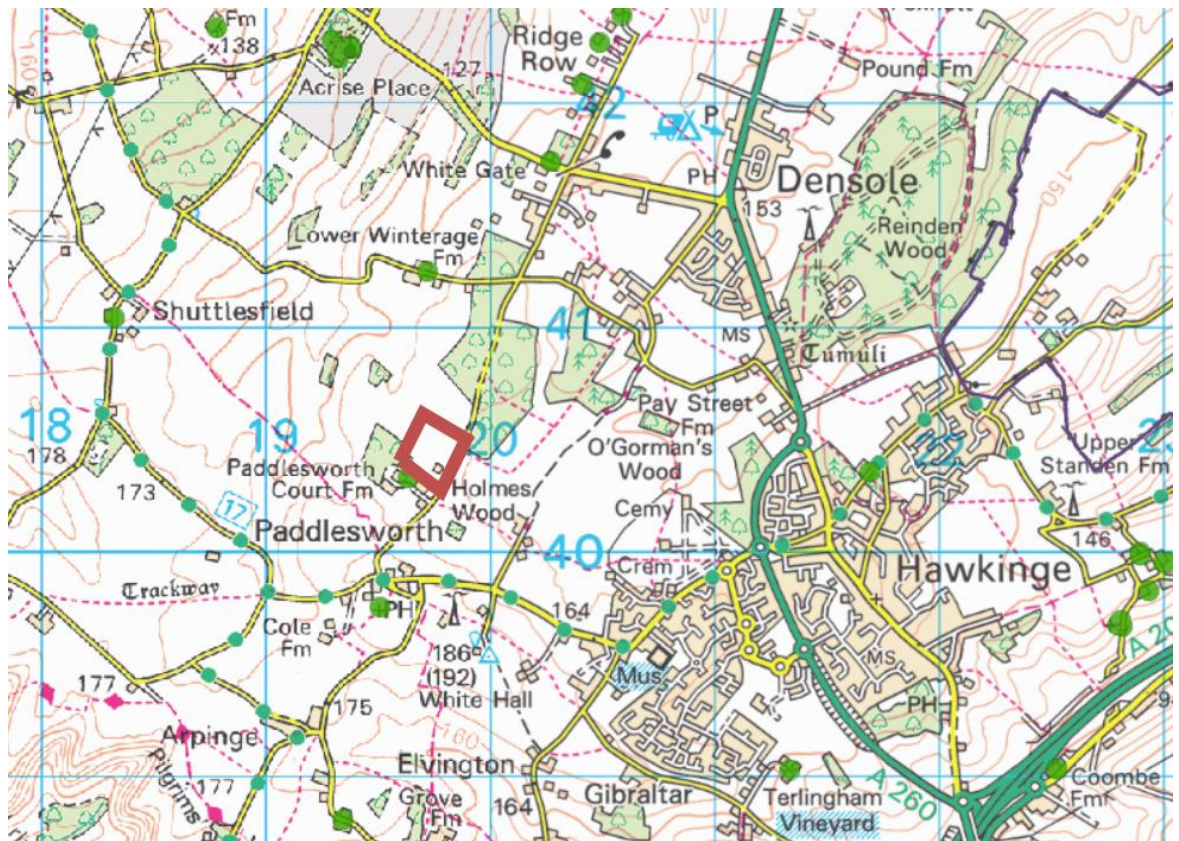 Fm
138
Acrise Place
127
Ridge
Row
42
P
Pound Fm
White Gate
PH
Densole
153
150
Reinden
Wood
Lower Winterage
Fm
Shuttlesfield
41
MS
Tumuli
18
19
20
Pay Street
Fm
O'Gorman's
Wood
22
Upper
Standen Fm
178
173
17
Paddlesworth
Court Fm
Holmes
Wood
Paddlesworth
Cemy
40
146
Trackway
Crem
Hawkinge
PH
Cole
Fm
164
186
(192)
White Hall
Mus
MS
177
175
Arpinge
PH
160
Pilgrims
177
Elvington
164
Grove
Fm
Gibraltar
Terlingham
Vineyard
A 260
Coombe
Fm